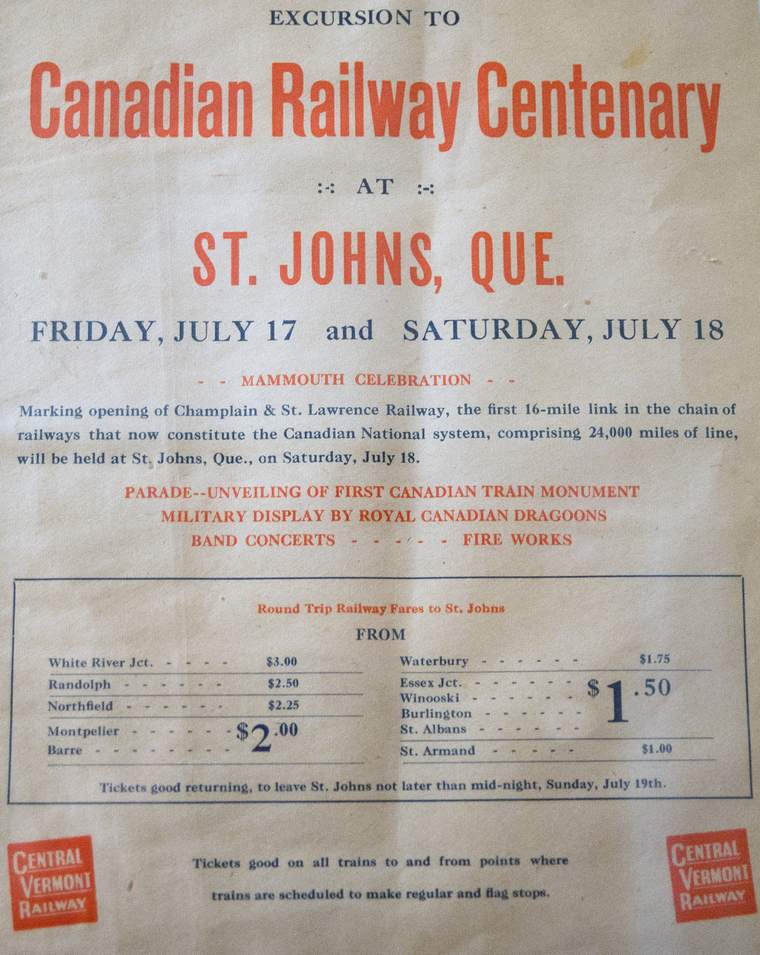 EXCURSION TO
Canadian Railway Centenary
:-: AT :-:
ST. JOHNS, QUE.
FRIDAY, JULY 17 and SATURDAY, JULY 18
- - MAMMOUTH CELEBRATION - -
Marking opening of Champlain & St. Lawrence Railway, the first 16-mile link in the chain of
railways that now constitute the Canadian National system, comprising 24,000 miles of line,
will be held at St. Johns, Que., on Saturday, July 18.
PARADE--UNVEILING OF FIRST CANADIAN TRAIN MONUMENT
MILITARY DISPLAY BY ROYAL CANADIAN DRAGOONS
BAND CONCERTS - - - - - FIRE WORKS
Round Trip Railway Fares to St. Johns
FROM
White River Jct. - - - - $3.00
Randolph - - - - - - $2.50
Northfield - - - - - - $2.25
Montpelier - - - - - - $2.00
Barre - - - - - - - -
Waterbury - - - - - - $1.75
Essex Jct. - - - - - - $1.50
Winooski - - - - - -
Burlington - - - - - -
St. Albans - - - - - -
St. Armand - - - - - $1.00
Tickets good returning, to leave St. Johns not later than mid-night, Sunday, July 19th.
CENTRAL
VERMONT
RAILWAY
Tickets good on all trains to and from points where
trains are scheduled to make regular and flag stops.
CENTRAL
VERMONT
RAILWAY